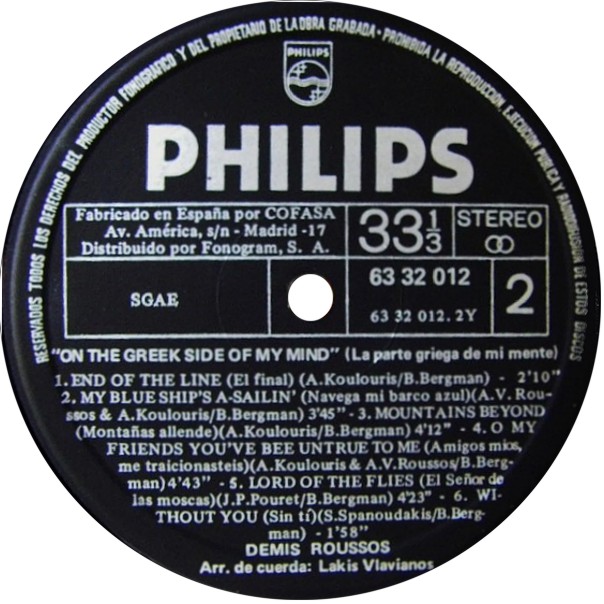 RESERVADOS TODOS LOS DERECHOS DEL PRODUCTOR FONOGRAFICO Y DEL PROPIETARIO DE LA OBRA GRABADA - PROHIBIDA LA REPRODUCCION, EJECUCION PUBLICA Y RADIODIFUSION DE ESTOS DISCOS
PHILIPS
PHILIPS
Fabricado en España por COFASA
Av. América, s/n - Madrid -17
Distribuido por Fonogram, S. A.
33 1/3
STEREO
SGAE
63 32 012
63 32 012. 2Y
2
"ON THE GREEK SIDE OF MY MIND" (La parte griega de mi mente)
1. END OF THE LINE (El final) (A.Koulouris/B.Bergman) - 2'10"
2. MY BLUE SHIP'S A-SAILIN' (Navega mi barco azul)(A.V. Rou-
ssos & A.Koulouris/B.Bergman) 3'45" - 3. MOUNTAINS BEYOND
(Montañas allende)(A.Koulouris/B.Bergman) 4'12" - 4. O MY
FRIENDS YOU'VE BEE UNTRUE TO ME (Amigos mios,
me traicionasteis)(A.Koulouris & A.V.Roussos/B.Berg-
man) 4'43" - 5. LORD OF THE FLIES (El Señor de
las moscas)(J.P.Pouret/B.Bergman) 4'23" - 6. WI-
THOUT YOU (Sin tí)(S.Spanoudakis/B.Berg-
man) - 1'58"
DEMIS ROUSSOS
Arr. de cuerda: Lakis Vlavianos